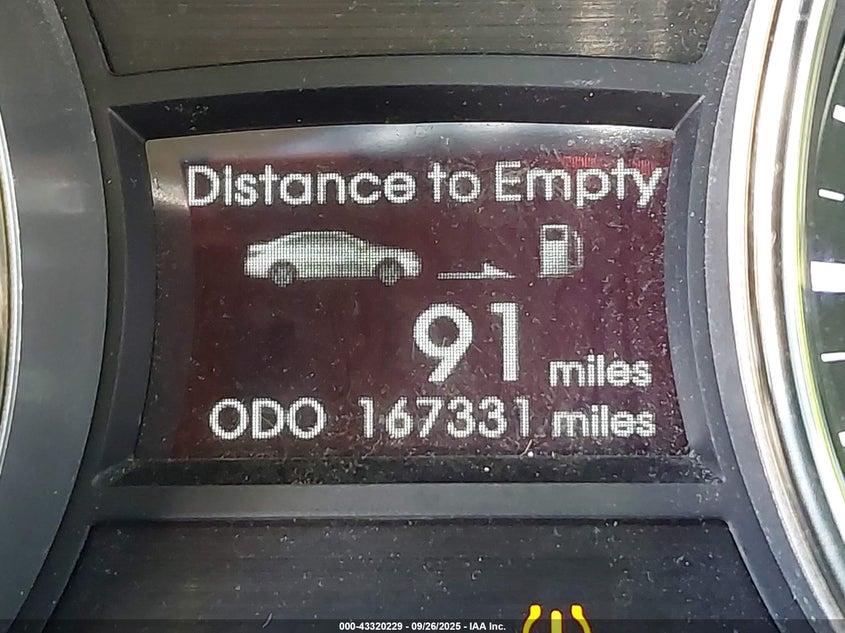 Distance to Empty
91 miles
ODO 167331 miles
000-43320229 - 09/26/2025 - IAA Inc.